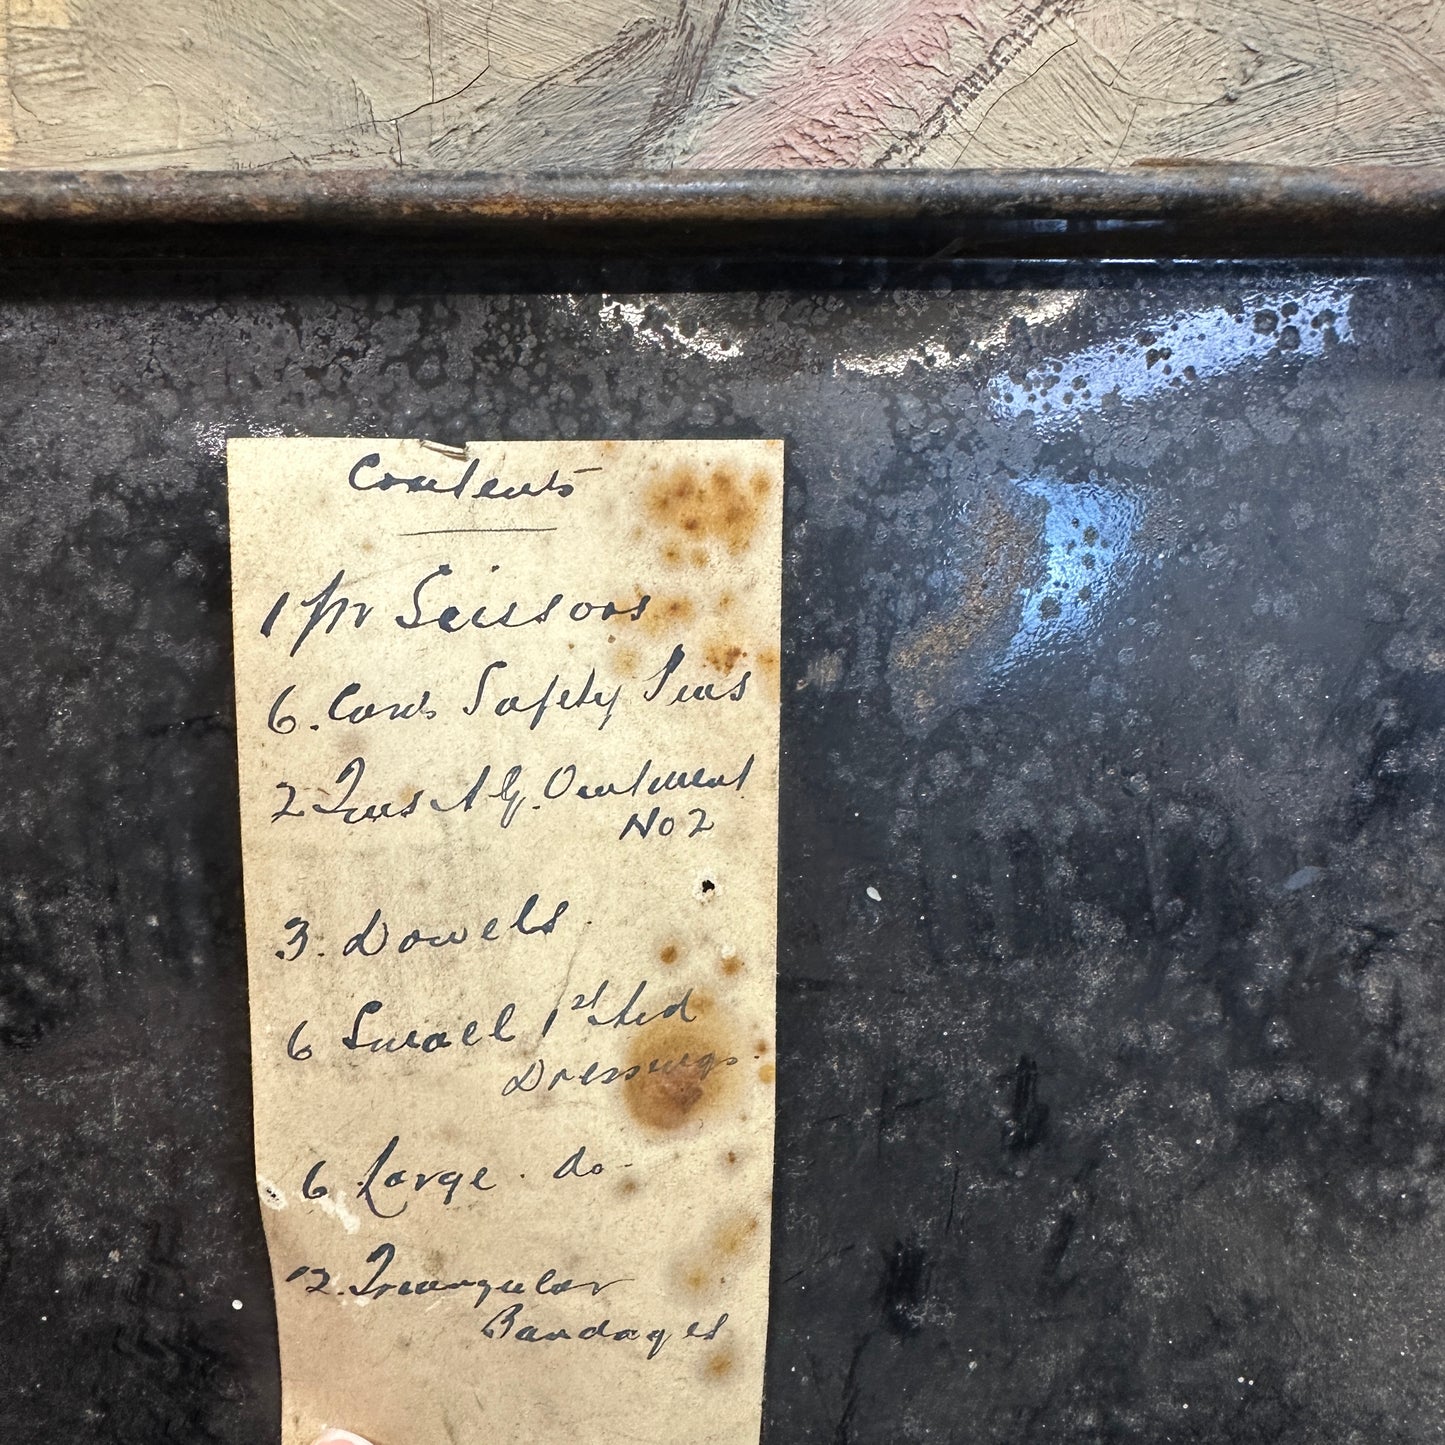 Contents
1 pr Scissors
6. Cards Safety Pins
2 Tins A G. Ointment
No 2
3. Dowels.
6 Small 1st Aid
Dressings.
6 Large. do-
12. Triangular
Bandages